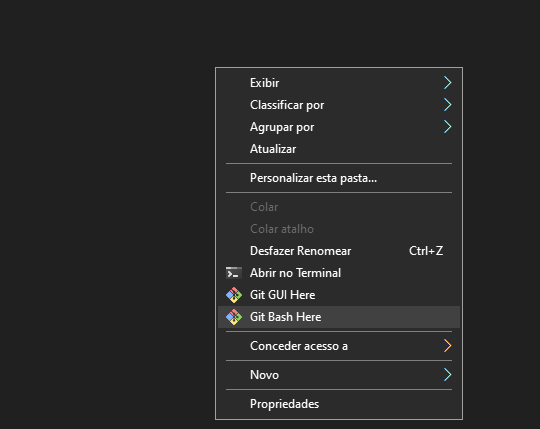 Exibir
Classificar por
Agrupar por
Atualizar
Personalizar esta pasta...
Colar
Colar atalho
Desfazer Renomear Ctrl+Z
Abrir no Terminal
Git GUI Here
Git Bash Here
Conceder acesso a
Novo
Propriedades